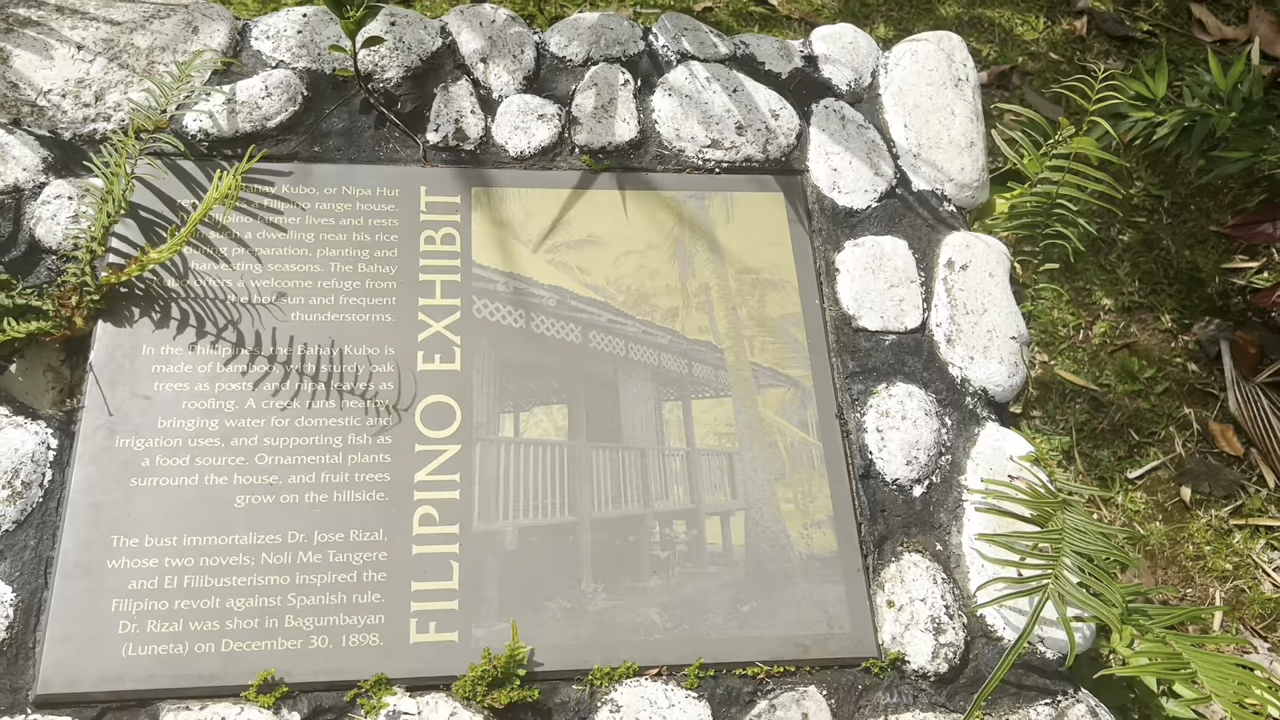 Bahay Kubo, or Nipa Hut
a Filipino range house.
Filipino farmer lives and rests
in such a dwelling near his rice
during preparation, planting and
harvesting seasons. The Bahay
Kubo offers a welcome refuge from
the hot sun and frequent
thunderstorms.
In the Phillipines, the Bahay Kubo is
made of bamboo, with sturdy oak
trees as posts, and nipa leaves as
roofing. A creek runs nearby,
bringing water for domestic and
irrigation uses, and supporting fish as
a food source. Ornamental plants
surround the house, and fruit trees
grow on the hillside.
The bust immortalizes Dr. Jose Rizal,
whose two novels; Noli Me Tangere
and El Filibusterismo inspired the
Filipino revolt against Spanish rule.
Dr. Rizal was shot in Bagumbayan
(Luneta) on December 30, 1898.
FILIPINO EXHIBIT